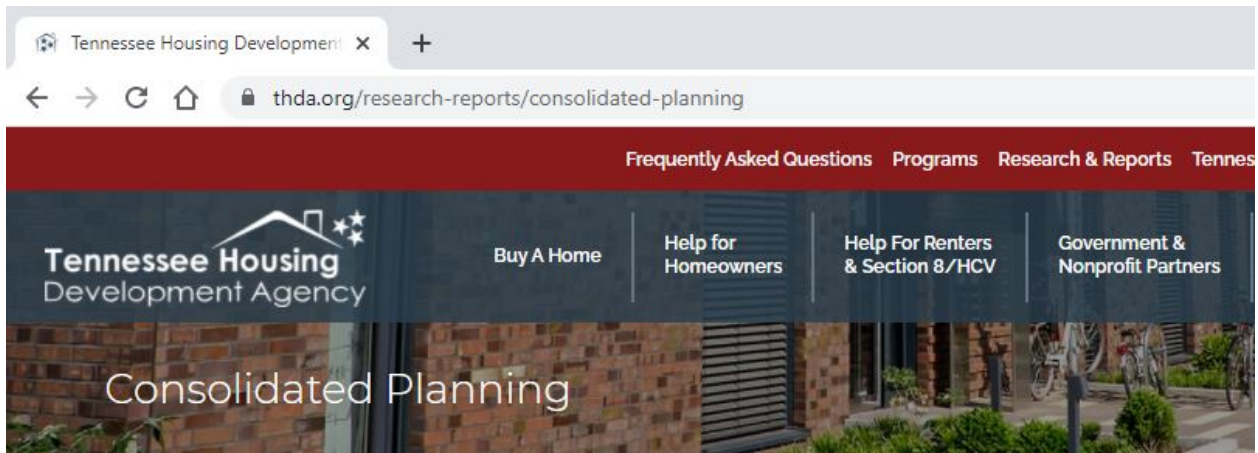 Tennessee Housing Developmen
thda.org/research-reports/consolidated-planning
Frequently Asked Questions Programs Research & Reports Tennes
Tennessee Housing
Development Agency
Buy A Home
Help for
Homeowners
Help For Renters
& Section 8/HCV
Government &
Nonprofit Partners
Consolidated Planning